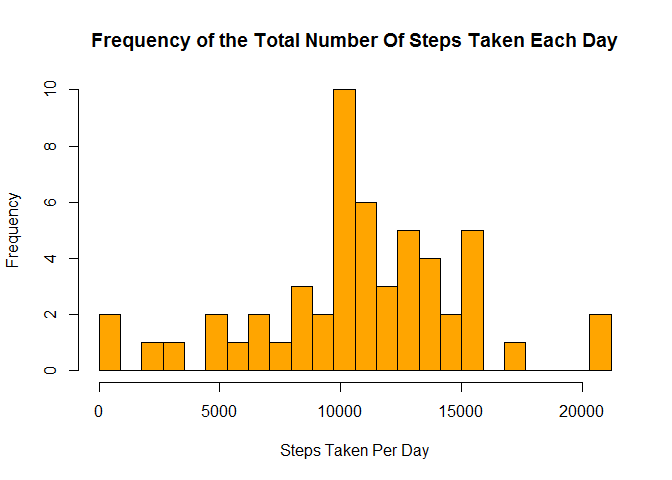 Frequency of the Total Number Of Steps Taken Each Day
10
8
6
4
2
0
Frequency
0 5000 10000 15000 20000
Steps Taken Per Day